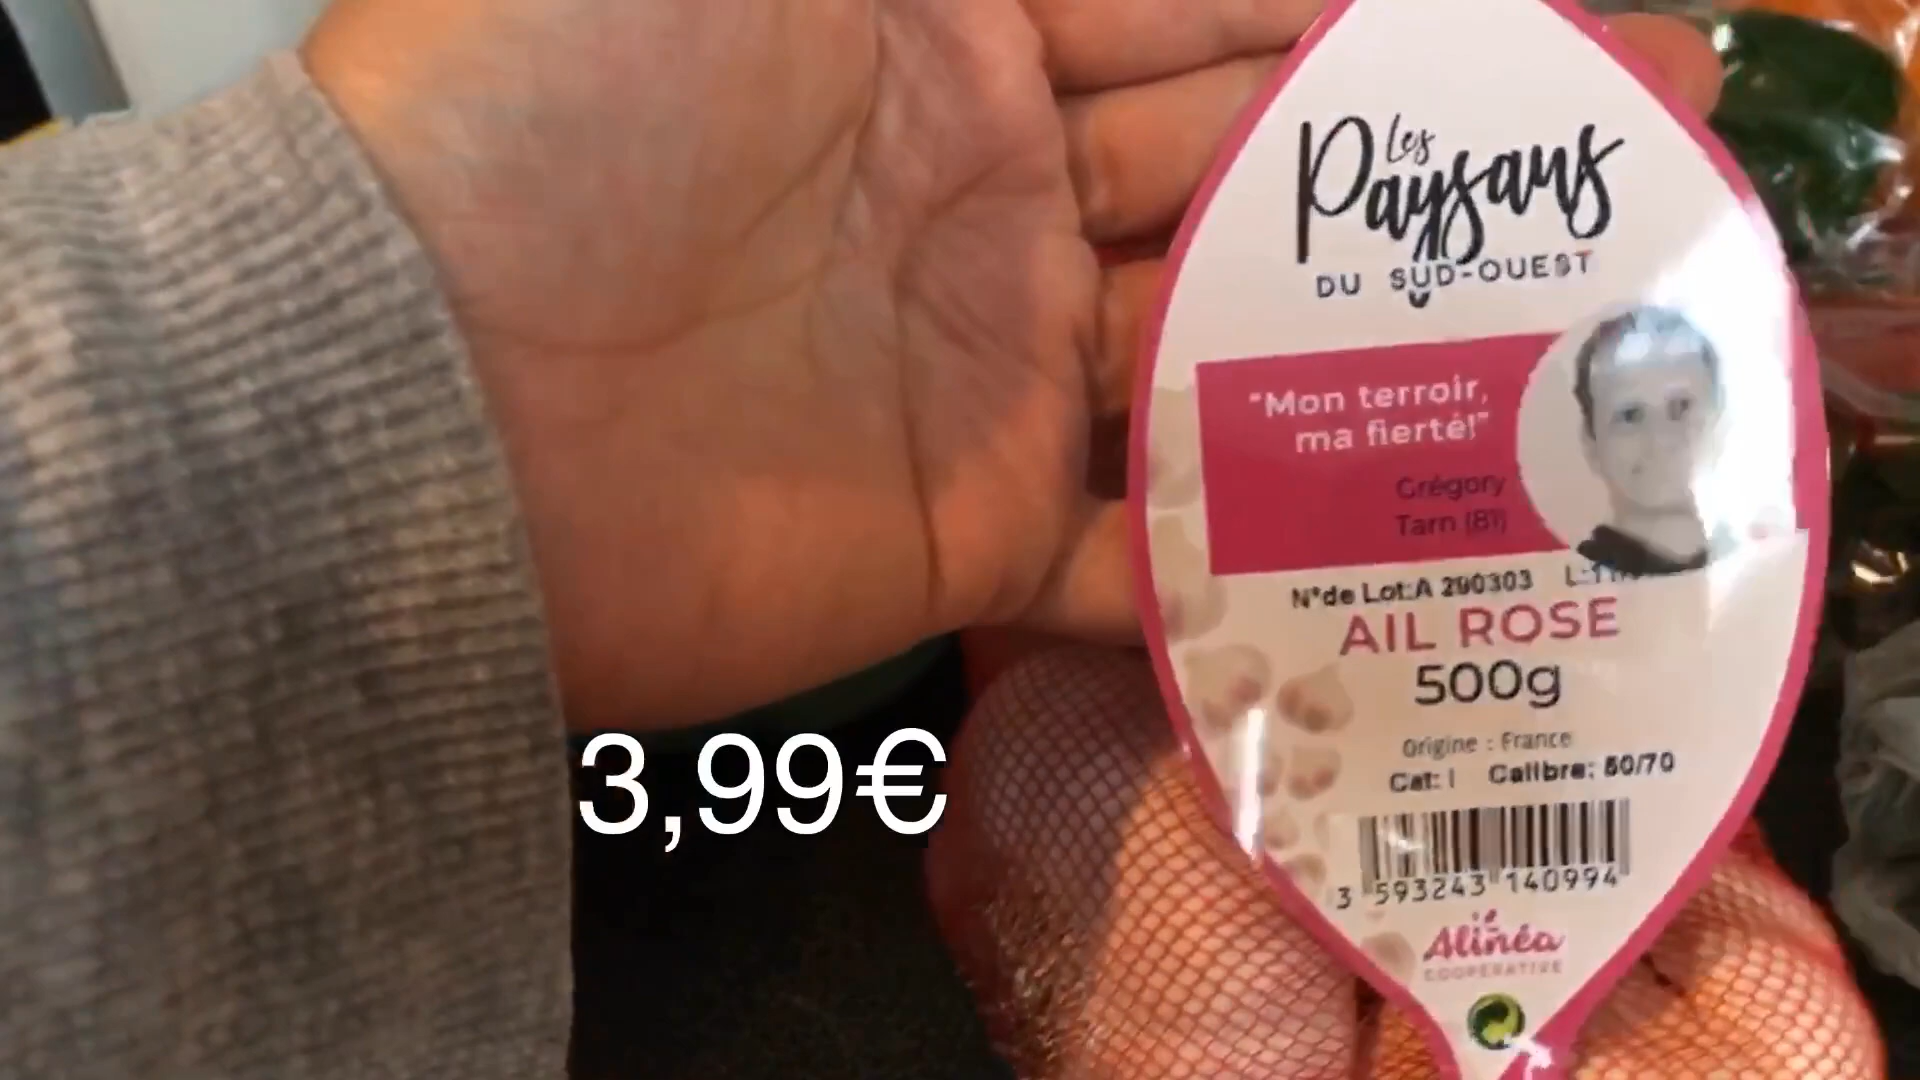 Les
Paysans
DU SUD-OUEST
"Mon terroir,
ma fierté!"
Grégory
Tarn (81)
N°de Lot:A 290303
AIL ROSE
500g
Origine : France
Cat: I Calibre: 50/70
3 593243 140994
Alinéa
COOPÉRATIVE
3,99€